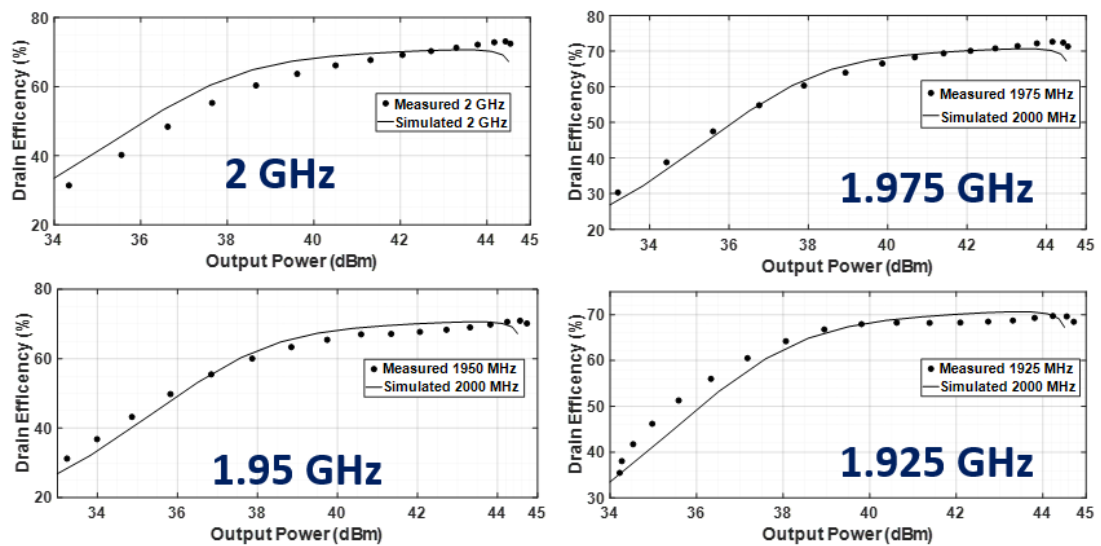 80
60
40
20
Drain Efficency (%)
Measured 2 GHz
Simulated 2 GHz
2 GHz
34 36 38 40 42 44 45
Output Power (dBm)
80
70
60
50
40
30
20
Drain Efficency (%)
Measured 1975 MHz
Simulated 2000 MHz
1.975 GHz
34 36 38 40 42 44 45
Output Power (dBm)
80
60
40
20
Drain Efficency (%)
Measured 1950 MHz
Simulated 2000 MHz
1.95 GHz
34 36 38 40 42 44 45
Output Power (dBm)
80
70
60
50
40
30
Drain Efficency (%)
Measured 1925 MHz
Simulated 2000 MHz
1.925 GHz
34 36 38 40 42 44 45
Output Power (dBm)